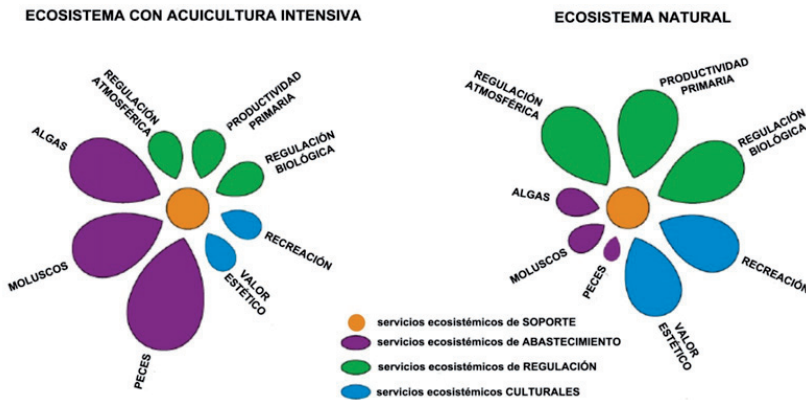 ECOSISTEMA CON ACUICULTURA INTENSIVA
REGULACIÓN
ATMOSFÉRICA
PRODUCTIVIDAD
PRIMARIA
ALGAS
REGULACIÓN
BIOLÓGICA
MOLUSCOS
RECREACIÓN
VALOR
ESTÉTICO
PECES
ECOSISTEMA NATURAL
REGULACIÓN
ATMOSFÉRICA
PRODUCTIVIDAD
PRIMARIA
REGULACIÓN
BIOLÓGICA
ALGAS
MOLUSCOS
PECES
RECREACIÓN
VALOR
ESTÉTICO
servicios ecosistémicos de SOPORTE
servicios ecosistémicos de ABASTECIMIENTO
servicios ecosistémicos de REGULACIÓN
servicios ecosistémicos CULTURALES